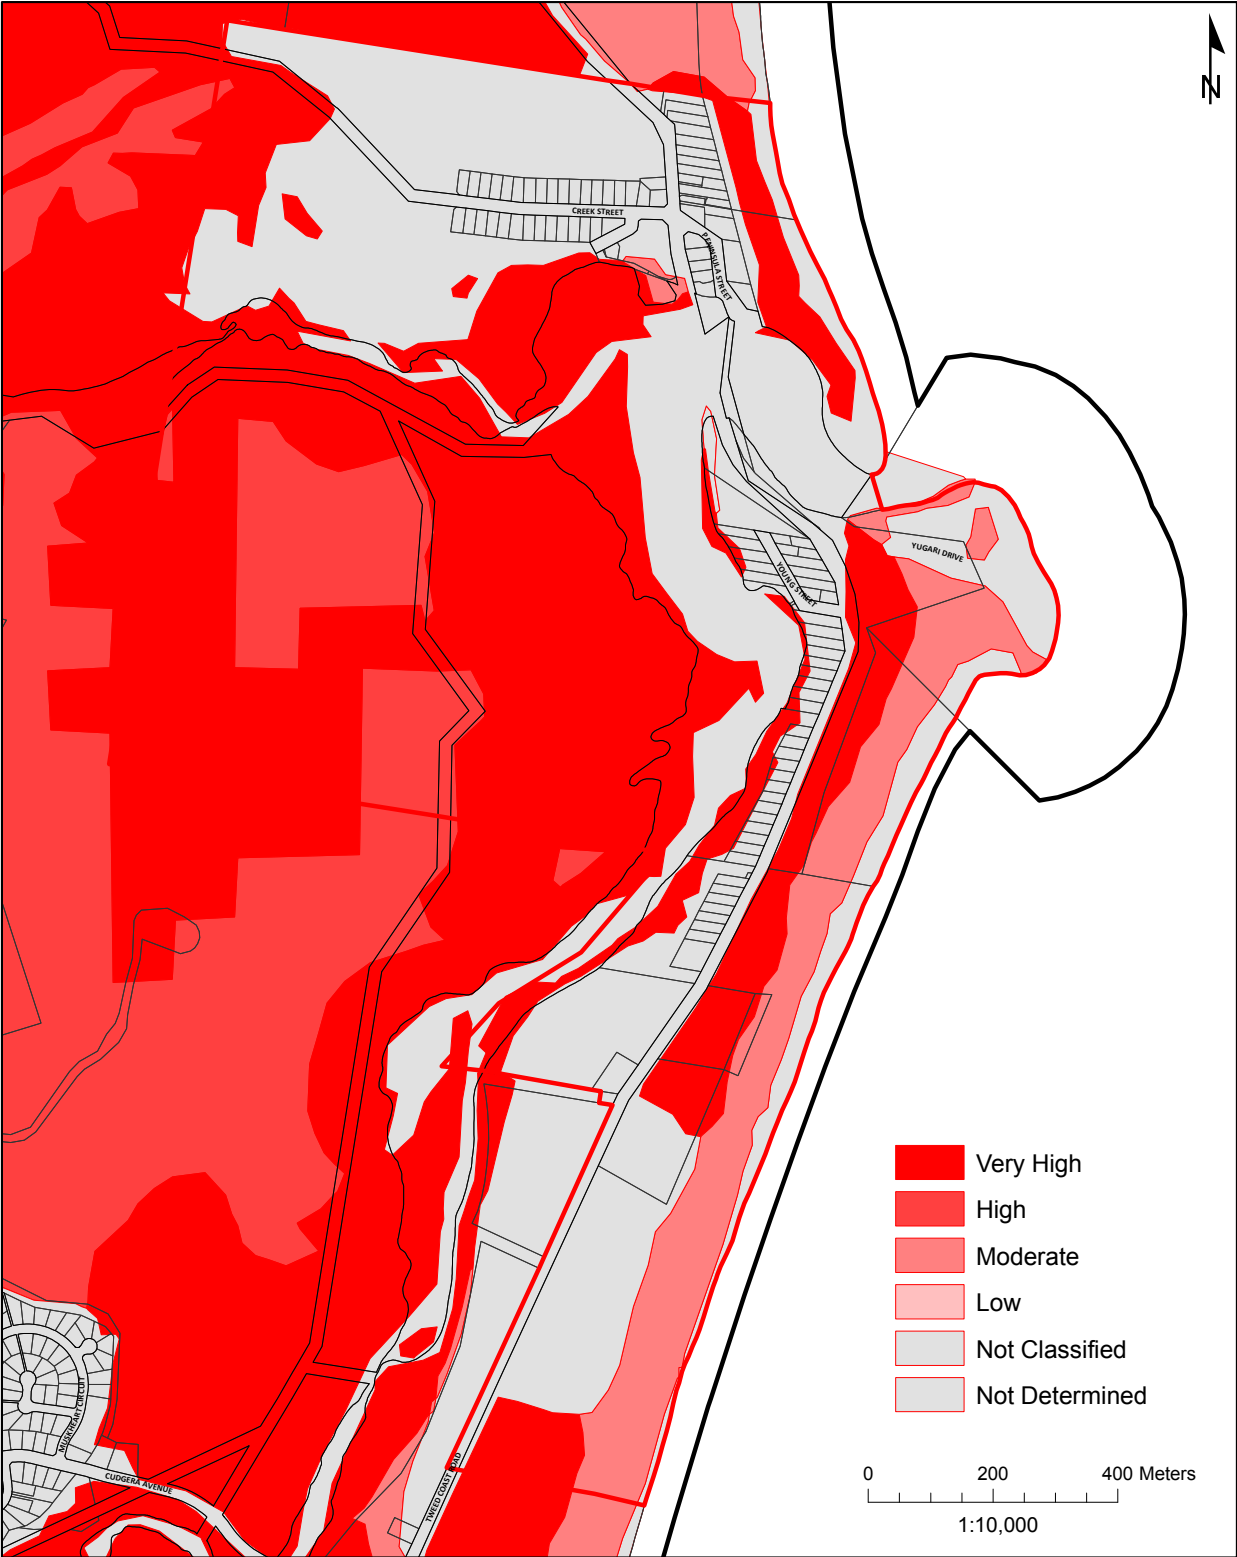 N
CREEK STREET
PENINSULA STREET
YUGARI DRIVE
YOUNG STREET
Very High
High
Moderate
Low
Not Classified
Not Determined
MUSKHEART CIRCUIT
CUDGERA AVENUE
TWEED COAST ROAD
0 200 400 Meters
1:10,000